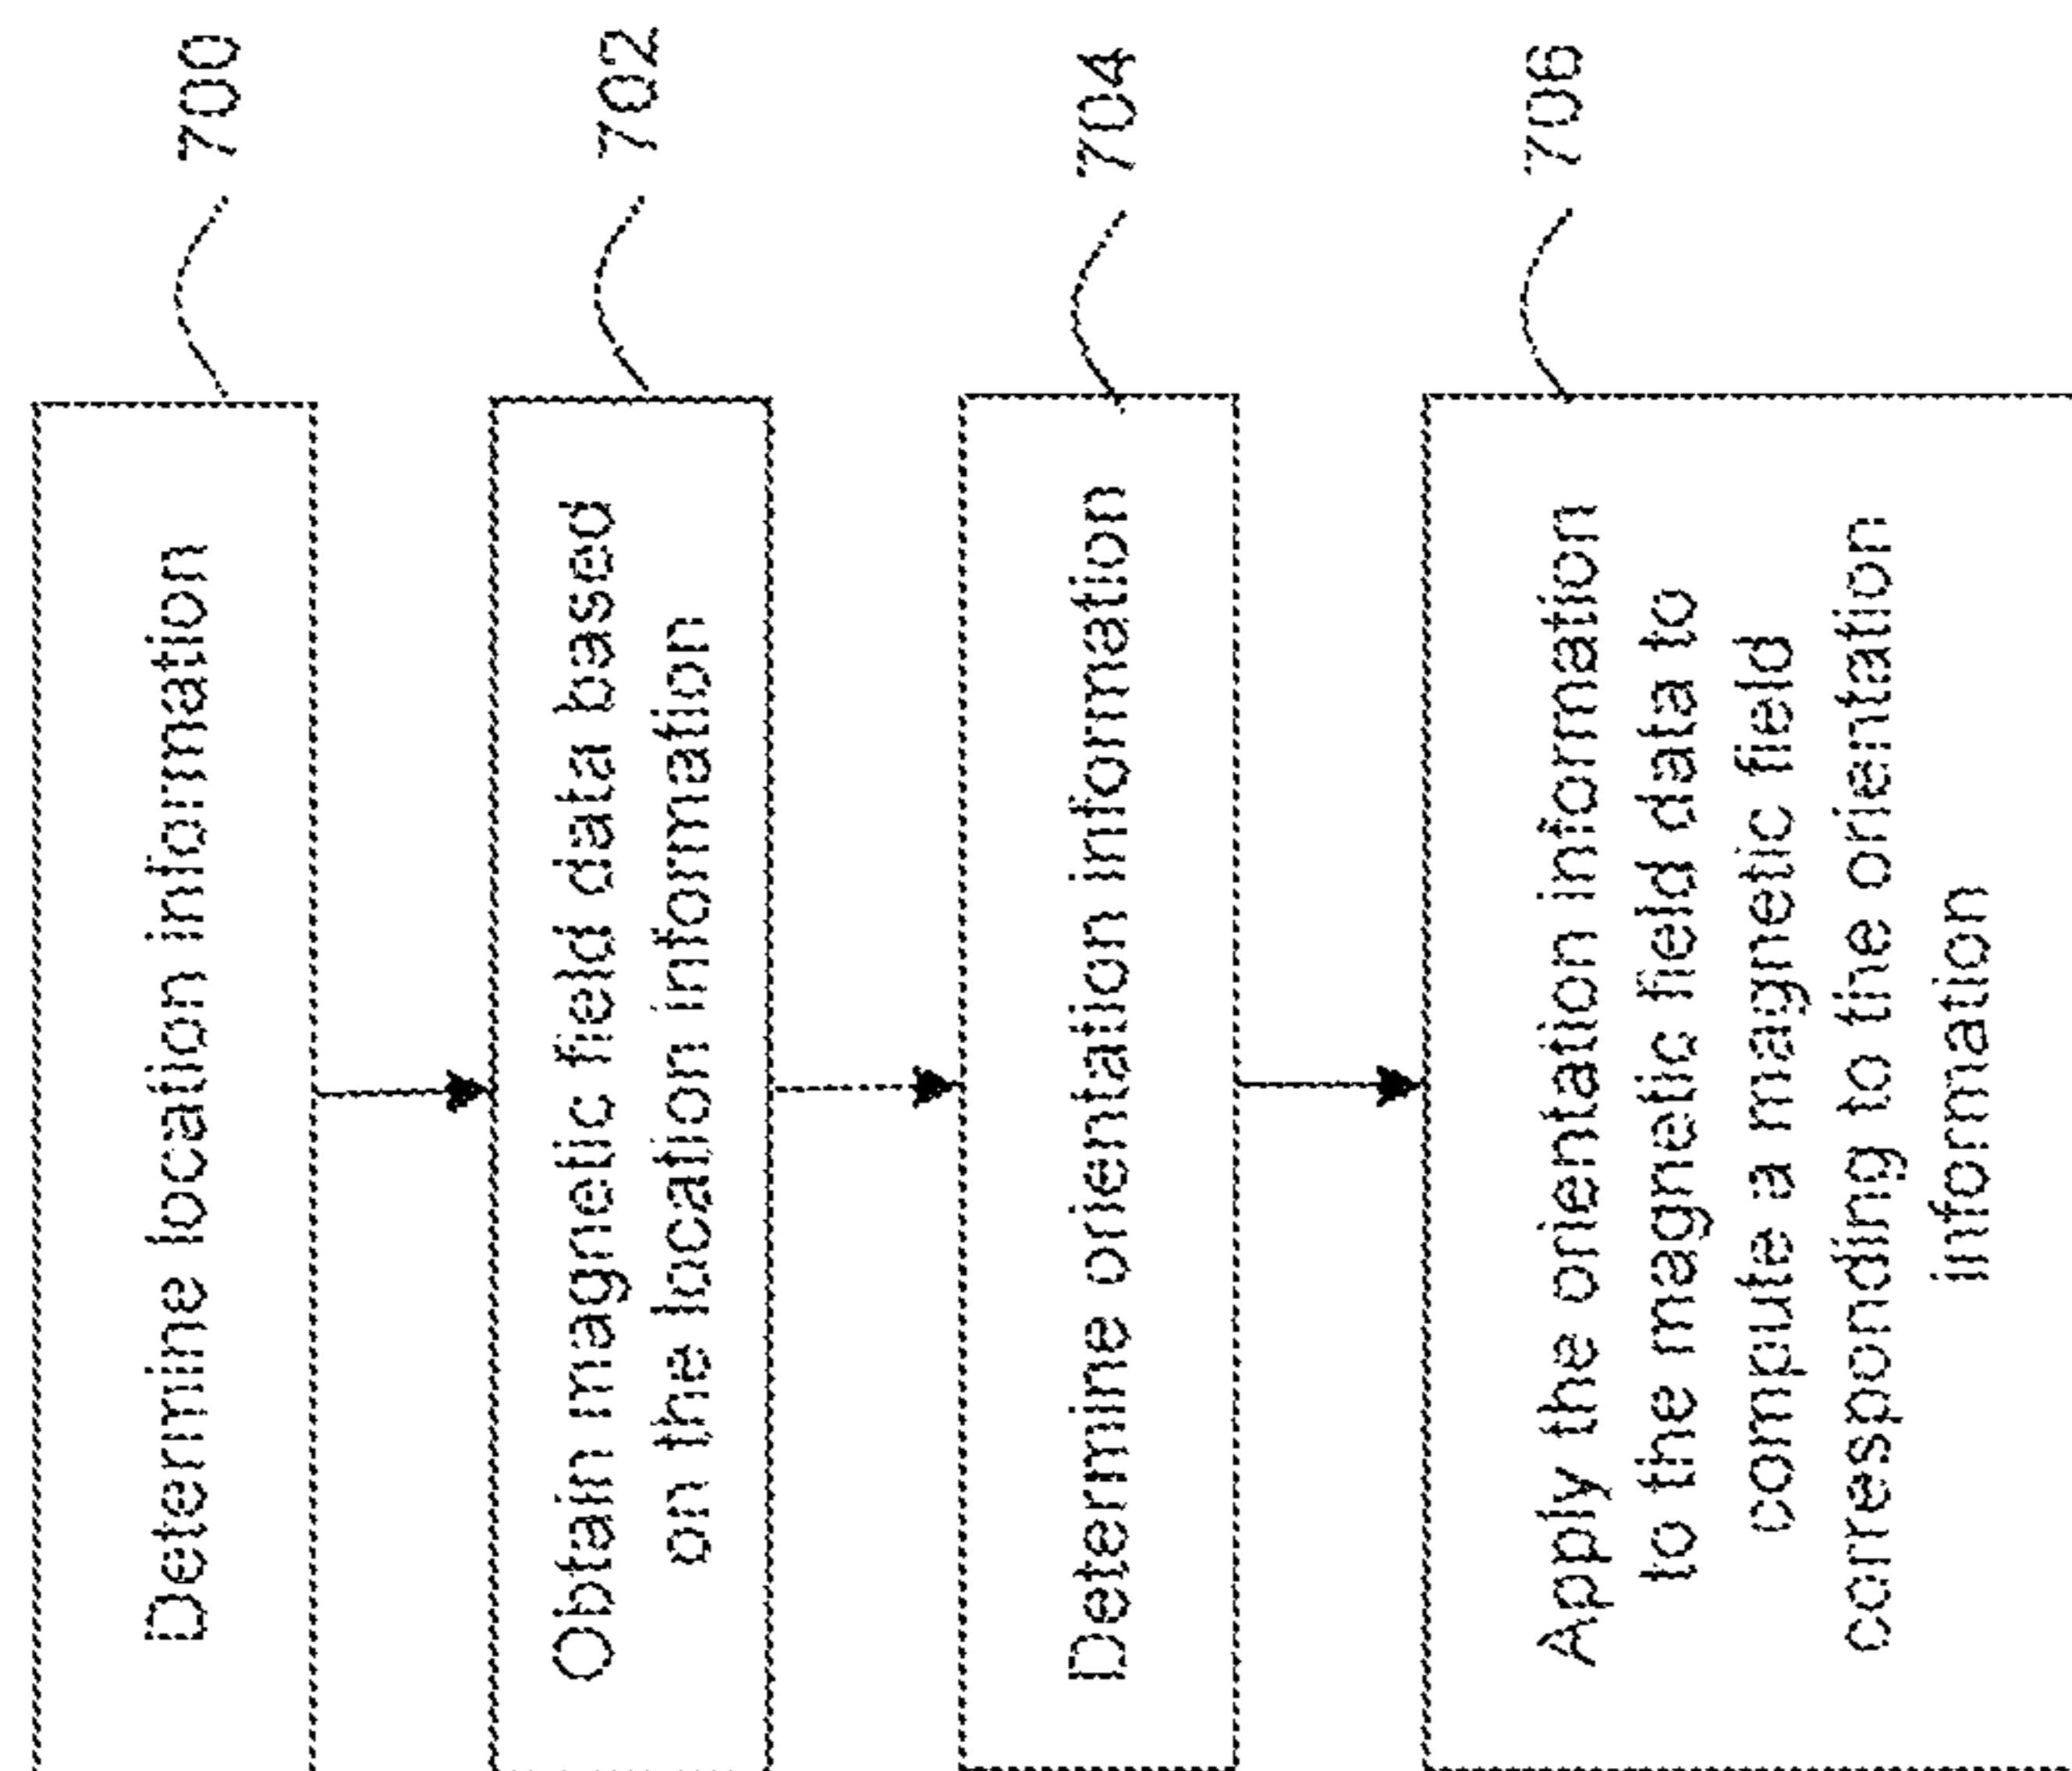 Determine location information
700
Obtain magnetic field data based
on the location information
702
Determine orientation information
704
Apply the orientation information
to the magnetic field data to
compute a magnetic field
corresponding to the orientation
information
706